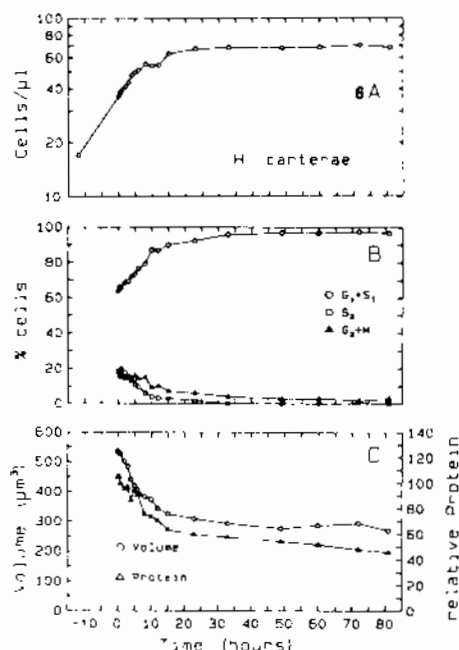 6A
Cells/µl
100
80
60
40
20
10
H. carterae
B
% cells
100
80
60
40
20
0
G₁+S₁
S₂
G₂+M
C
Volume (µm³)
600
500
400
300
200
100
0
Volume
Protein
relative Protein
140
120
100
80
60
40
20
0
-10 0 10 20 30 40 50 60 70 80
Time (hours)